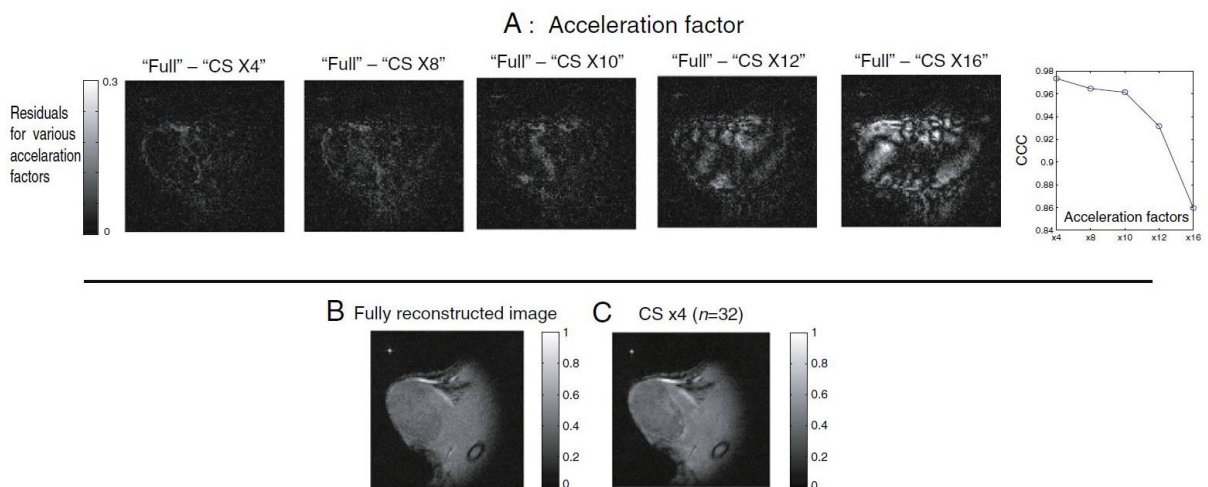 A : Acceleration factor
“Full” – “CS X4”
“Full” – “CS X8”
“Full” – “CS X10”
“Full” – “CS X12”
“Full” – “CS X16”
Residuals
for various
accelaration
factors
0.3
0
0.98
0.96
0.94
0.92
0.9
0.88
0.86
0.84
CCC
Acceleration factors
x4
x8
x10
x12
x16
B Fully reconstructed image
1
0.8
0.6
0.4
0.2
0
C CS x4 (n=32)
1
0.8
0.6
0.4
0.2
0